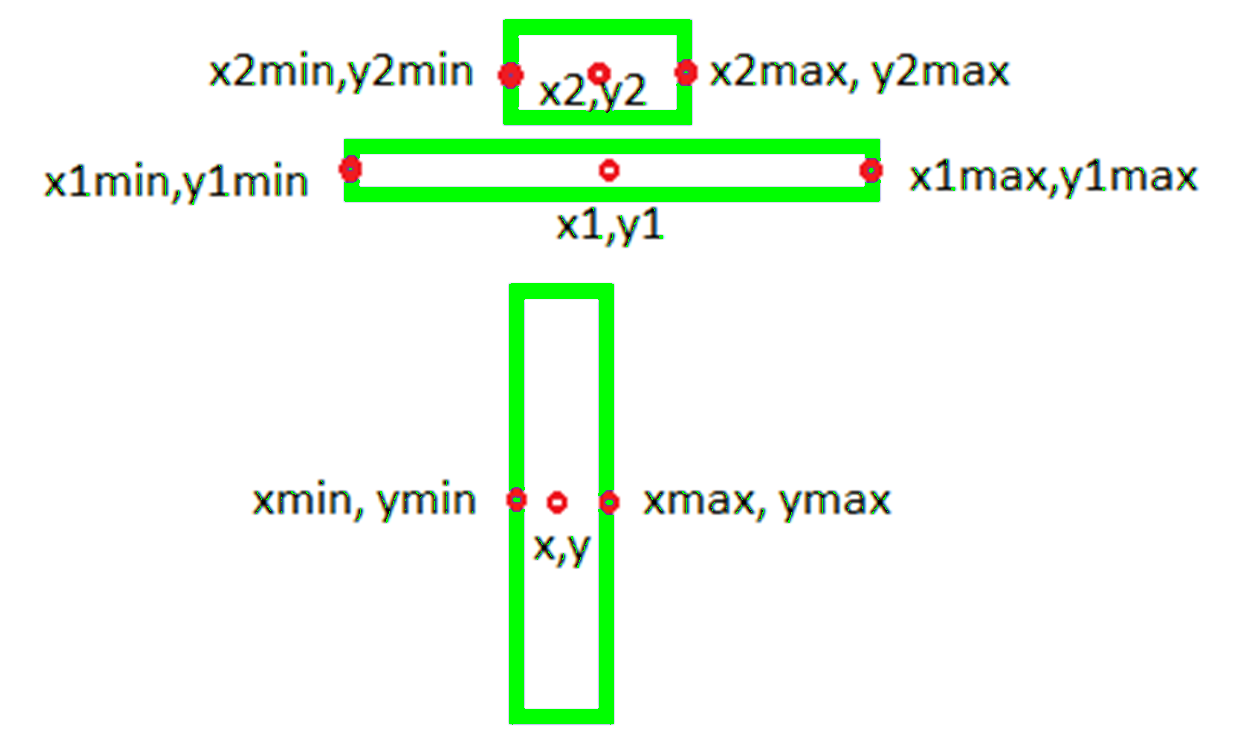 x2min,y2min x2,y2 x2max, y2max
x1min,y1min x1max,y1max
x1,y1
xmin, ymin xmax, ymax
x,y